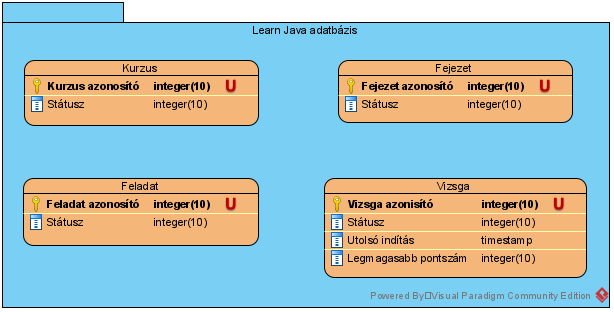 Learn Java adatbázis
Kurzus
Kurzus azonosító integer(10) U
Státusz integer(10)
Fejezet
Fejezet azonosító integer(10) U
Státusz integer(10)
Feladat
Feladat azonosító integer(10) U
Státusz integer(10)
Vizsga
Vizsga azonisító integer(10) U
Státusz integer(10)
Utolsó indítás timestamp
Legmagasabb pontszám integer(10)
Powered By Visual Paradigm Community Edition